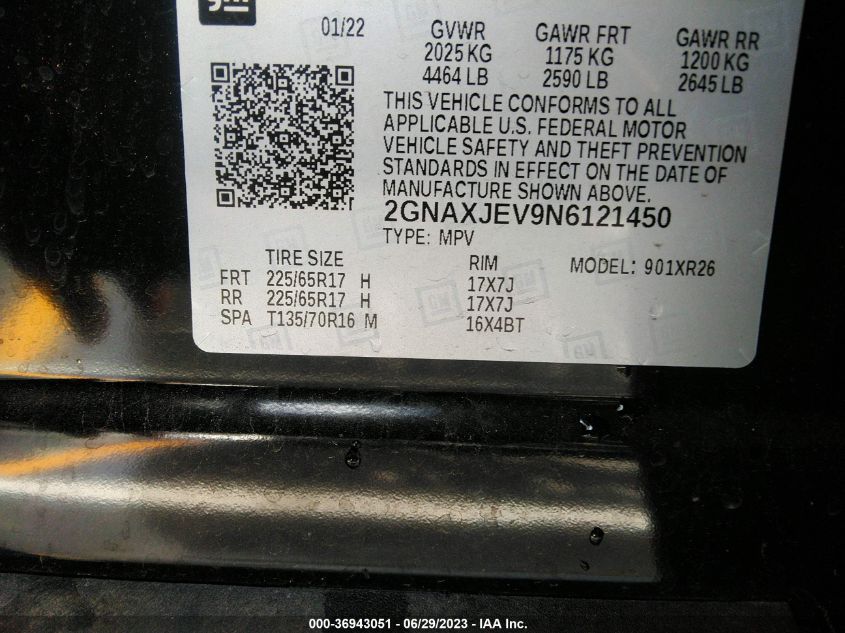 gm
01/22
GVWR GAWR FRT GAWR RR
2025 KG 1175 KG 1200 KG
4464 LB 2590 LB 2645 LB
THIS VEHICLE CONFORMS TO ALL
APPLICABLE U.S. FEDERAL MOTOR
VEHICLE SAFETY AND THEFT PREVENTION
STANDARDS IN EFFECT ON THE DATE OF
MANUFACTURE SHOWN ABOVE.
2GNAXJEV9N6121450
TYPE: MPV
TIRE SIZE RIM MODEL: 901XR26
FRT 225/65R17 H 17X7J
RR 225/65R17 H 17X7J
SPA T135/70R16 M 16X4BT
000-36943051 - 06/29/2023 - IAA Inc.